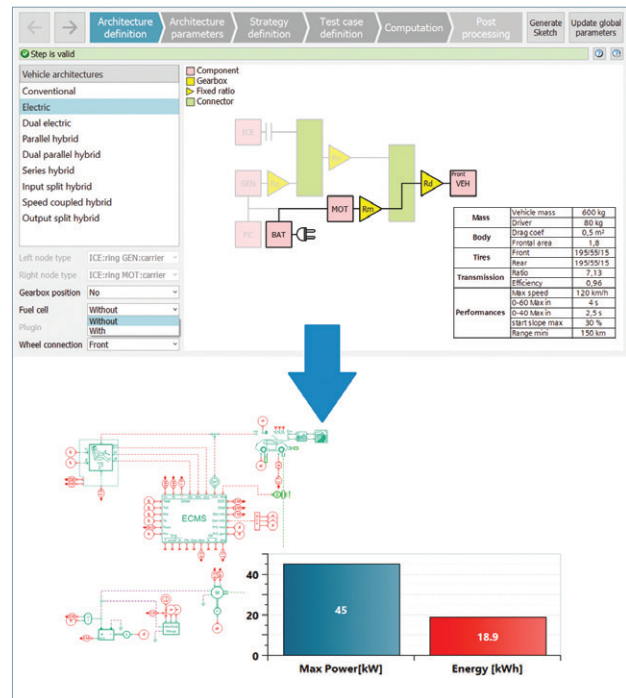 Architecture definition
Architecture parameters
Strategy definition
Test case definition
Computation
Post processing
Generate Sketch
Update global parameters
Step is valid
Vehicle architectures
Conventional
Electric
Dual electric
Parallel hybrid
Dual parallel hybrid
Series hybrid
Input split hybrid
Speed coupled hybrid
Output split hybrid
Left node type ICE:ring GEN:carrier
Right node type ICE:ring MOT:carrier
Gearbox position No
Fuel cell Without
Without
Plugin
With
Wheel connection Front
Component
Gearbox
Fixed ratio
Connector
ICE
GEN
FC
BAT
MOT
Rm
Rd
Front
VEH
Mass Vehicle mass 600 kg
Driver 80 kg
Body Drag coef 0,5 m²
Frontal area 1,8
Tires Front 195/55/15
Rear 195/55/15
Transmission Ratio 7,13
Efficiency 0,96
Performances Max speed 120 km/h
0-60 Max in 4 s
0-40 Max in 2,5 s
start slope max 30 %
Range mini 150 km
ECMS
40
20
0
45
18.9
Max Power[kW]
Energy [kWh]